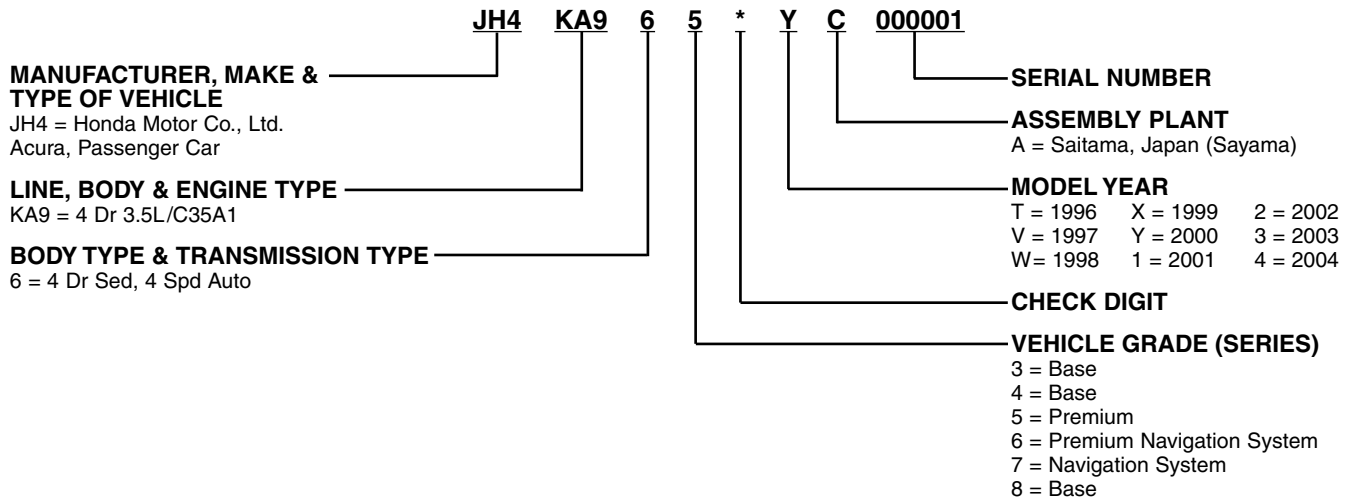 JH4 KA9 6 5 * Y C 000001
MANUFACTURER, MAKE &
TYPE OF VEHICLE
JH4 = Honda Motor Co., Ltd.
Acura, Passenger Car
LINE, BODY & ENGINE TYPE
KA9 = 4 Dr 3.5L/C35A1
BODY TYPE & TRANSMISSION TYPE
6 = 4 Dr Sed, 4 Spd Auto
SERIAL NUMBER
ASSEMBLY PLANT
A = Saitama, Japan (Sayama)
MODEL YEAR
T = 1996 X = 1999 2 = 2002
V = 1997 Y = 2000 3 = 2003
W= 1998 1 = 2001 4 = 2004
CHECK DIGIT
VEHICLE GRADE (SERIES)
3 = Base
4 = Base
5 = Premium
6 = Premium Navigation System
7 = Navigation System
8 = Base